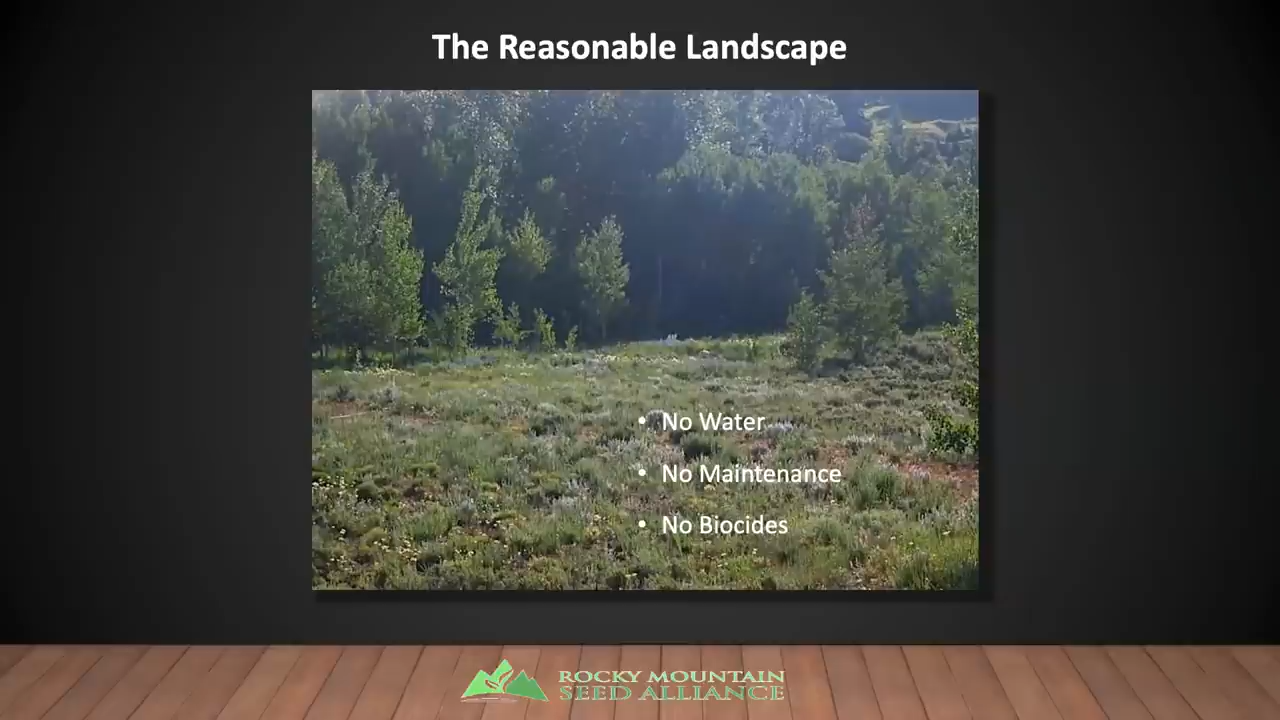 The Reasonable Landscape
• No Water
• No Maintenance
• No Biocides
ROCKY MOUNTAIN
SEED ALLIANCE